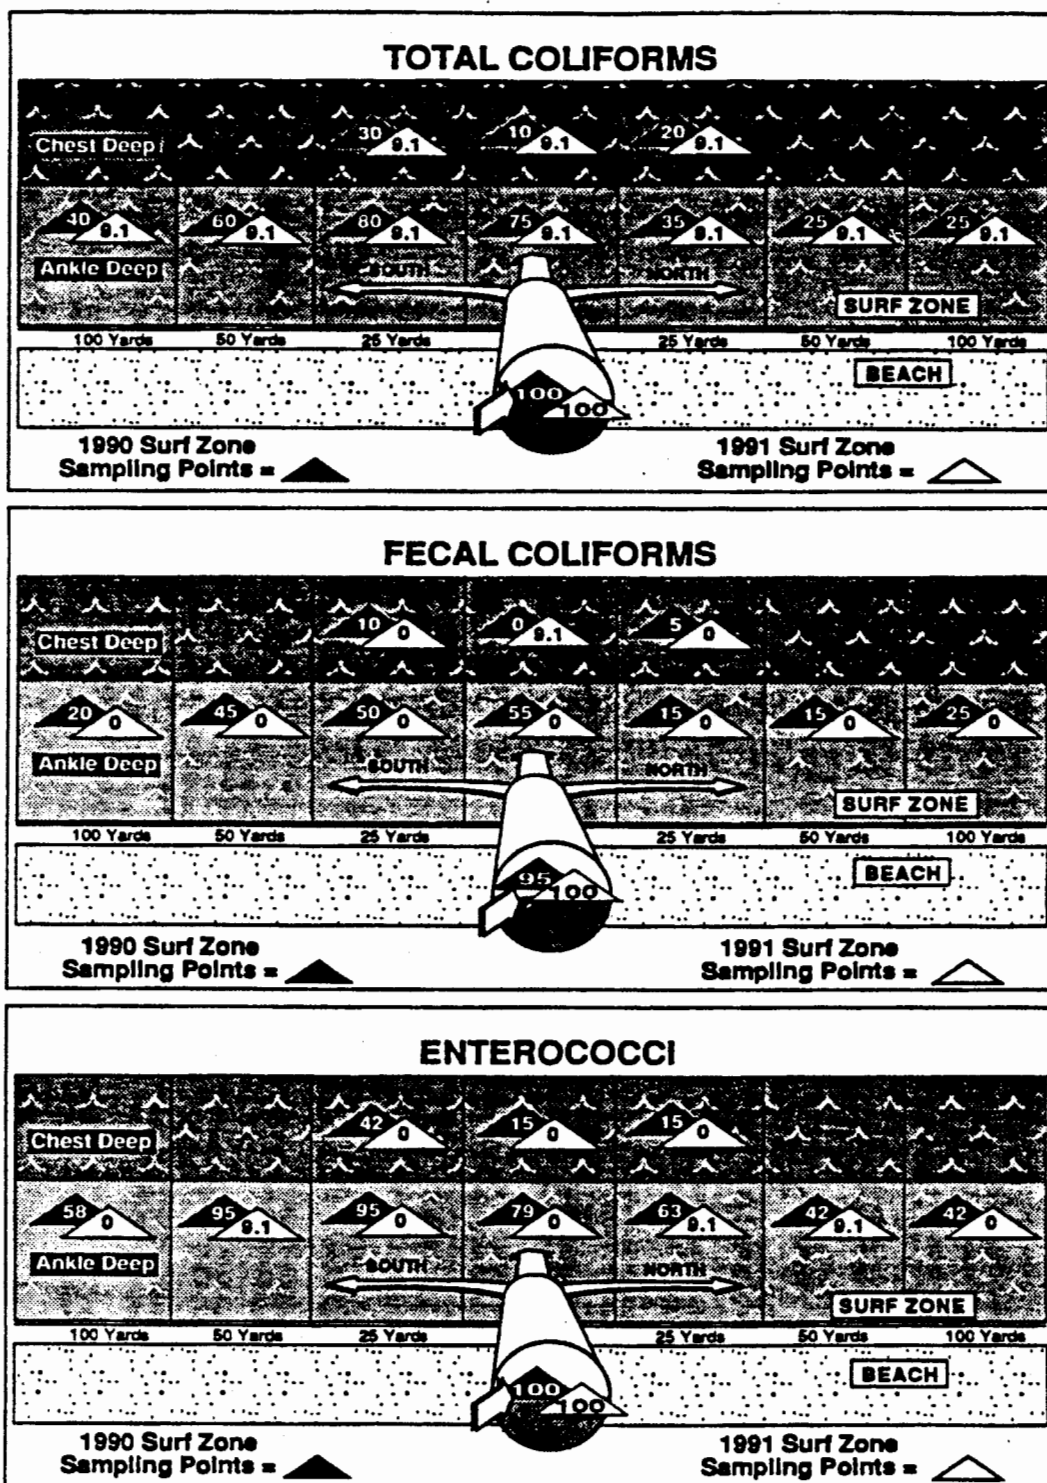 TOTAL COLIFORMS
Chest Deep
30 9.1 10 9.1 20 9.1
40 9.1 60 9.1 80 9.1 75 9.1 35 9.1 25 9.1 25 9.1
Ankle Deep
SOUTH NORTH
SURF ZONE
100 Yards 50 Yards 25 Yards 25 Yards 50 Yards 100 Yards
BEACH
100 100
1990 Surf Zone 1991 Surf Zone
Sampling Points = Sampling Points =
FECAL COLIFORMS
Chest Deep
10 0 0 9.1 5 0
20 0 45 0 50 0 55 0 15 0 15 0 25 0
Ankle Deep
SOUTH NORTH
SURF ZONE
100 Yards 50 Yards 25 Yards 25 Yards 50 Yards 100 Yards
BEACH
95 100
1990 Surf Zone 1991 Surf Zone
Sampling Points = Sampling Points =
ENTEROCOCCI
Chest Deep
42 0 15 0 15 0
58 0 95 9.1 95 0 79 0 63 9.1 42 9.1 42 0
Ankle Deep
SOUTH NORTH
SURF ZONE
100 Yards 50 Yards 25 Yards 25 Yards 50 Yards 100 Yards
BEACH
100 100
1990 Surf Zone 1991 Surf Zone
Sampling Points = Sampling Points =